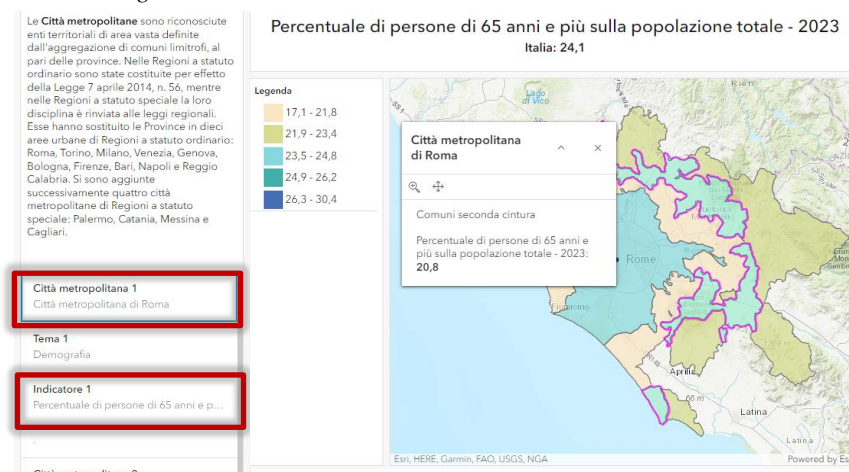 Le Città metropolitane sono riconosciute
enti territoriali di area vasta definite
dall'aggregazione di comuni limitrofi, al
pari delle province. Nelle Regioni a statuto
ordinario sono state costituite per effetto
della Legge 7 aprile 2014, n. 56, mentre
nelle Regioni a statuto speciale la loro
disciplina è rinviata alle leggi regionali.
Esse hanno sostituito le Province in dieci
aree urbane di Regioni a statuto ordinario:
Roma, Torino, Milano, Venezia, Genova,
Bologna, Firenze, Bari, Napoli e Reggio
Calabria. Si sono aggiunte
successivamente quattro città
metropolitane di Regioni a statuto
speciale: Palermo, Catania, Messina e
Cagliari.
Città metropolitana 1
Città metropolitana di Roma
Tema 1
Demografia
Indicatore 1
Percentuale di persone di 65 anni e p...
Percentuale di persone di 65 anni e più sulla popolazione totale - 2023
Italia: 24,1
Legenda
17,1 - 21,8
21,9 - 23,4
23,5 - 24,8
24,9 - 26,2
26,3 - 30,4
Lago
di Vico
Rieti
Città metropolitana
di Roma
Comuni seconda cintura
Percentuale di persone di 65 anni e
più sulla popolazione totale - 2023:
20,8
Rome
Fiumicino
Aprilia
66 m
Latina
Latina
Esri, HERE, Garmin, FAO, USGS, NGA
Powered by Es